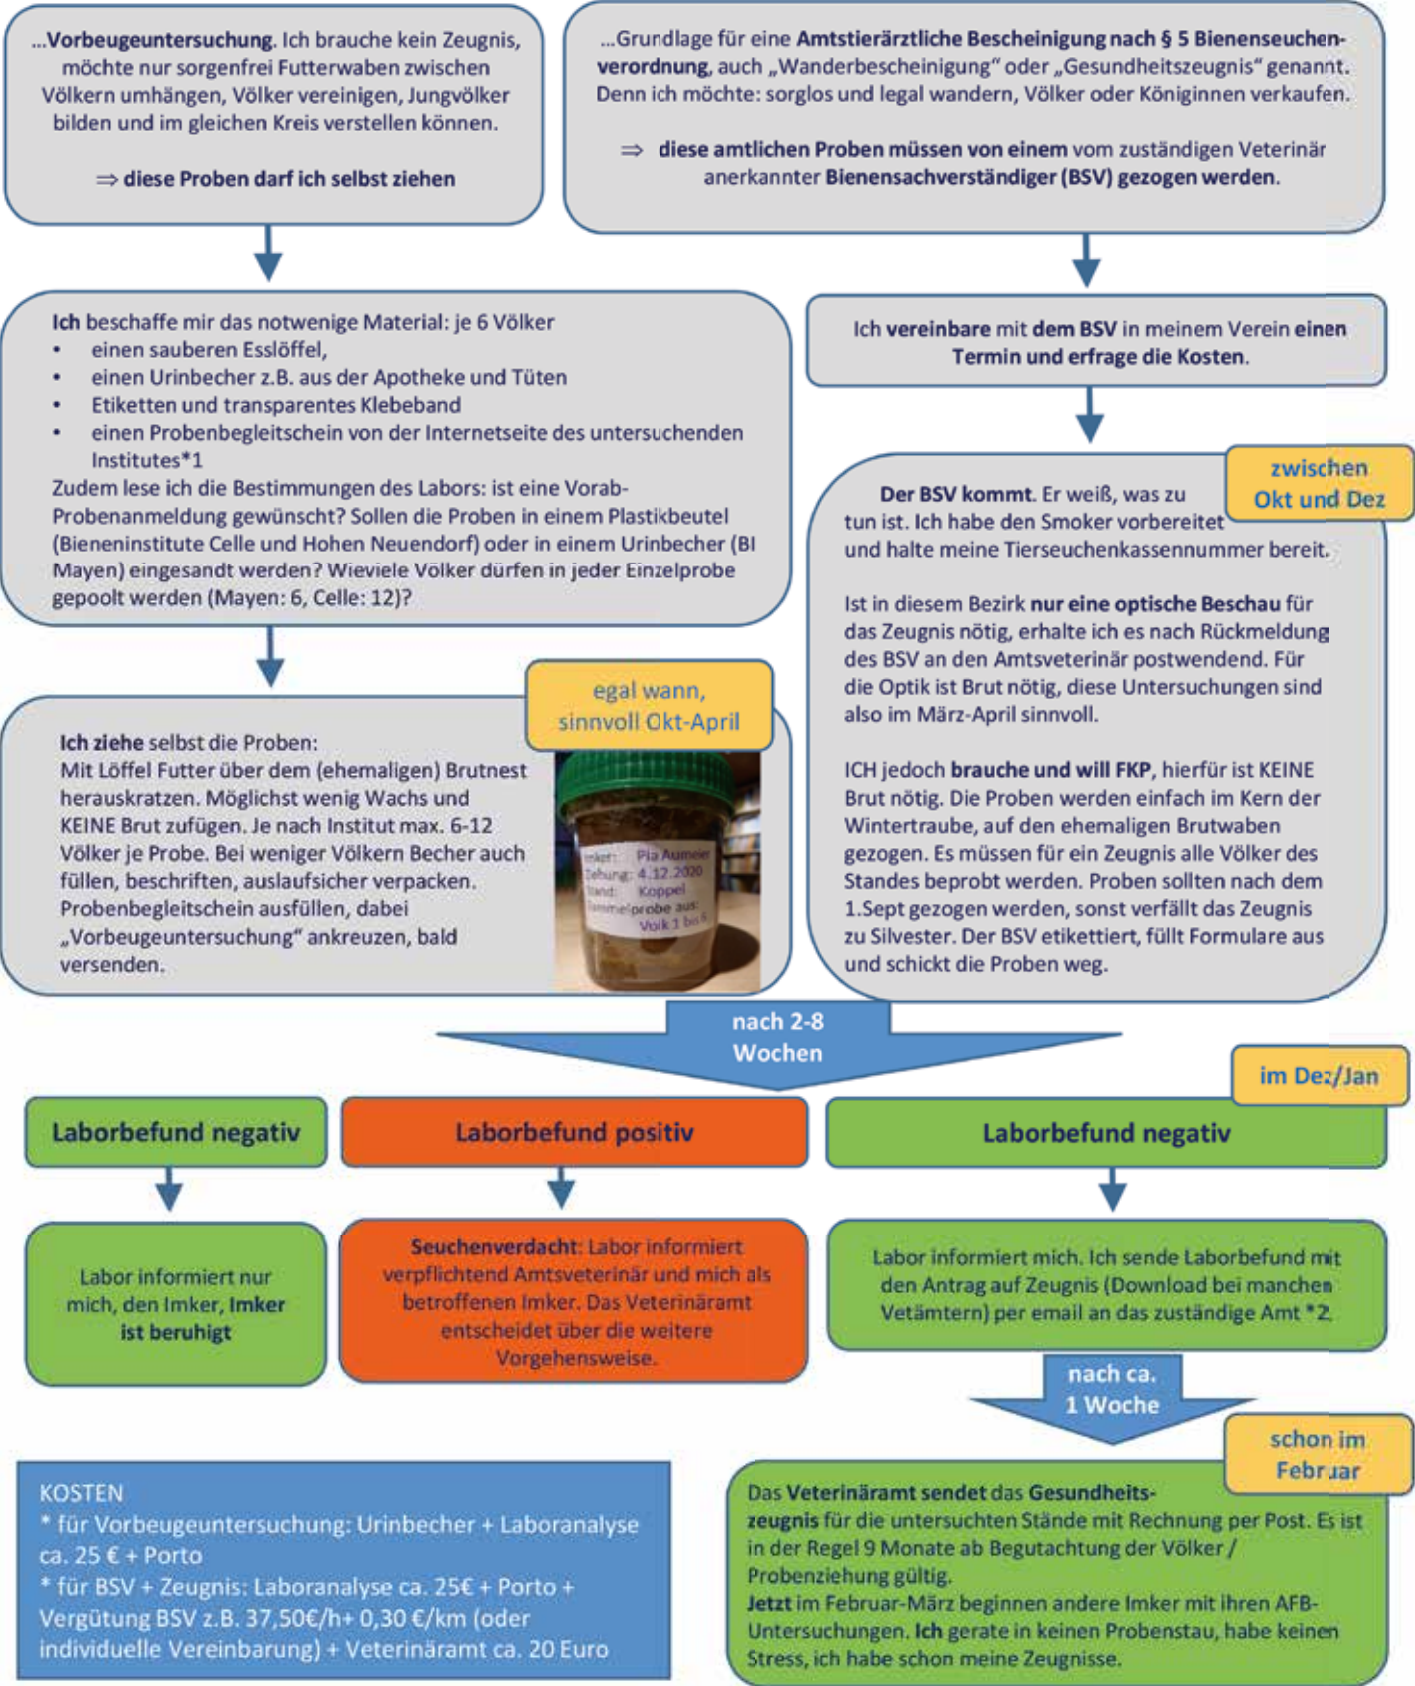 ...Vorbeugeuntersuchung. Ich brauche kein Zeugnis,
möchte nur sorgenfrei Futterwaben zwischen
Völkern umhängen, Völker vereinigen, Jungvölker
bilden und im gleichen Kreis verstellen können.
⇒ diese Proben darf ich selbst ziehen
...Grundlage für eine Amtstierärztliche Bescheinigung nach § 5 Bienenseuchen-
verordnung, auch „Wanderbescheinigung“ oder „Gesundheitszeugnis“ genannt.
Denn ich möchte: sorglos und legal wandern, Völker oder Königinnen verkaufen.
⇒ diese amtlichen Proben müssen von einem vom zuständigen Veterinär
anerkannter Bienensachverständiger (BSV) gezogen werden.
Ich beschaffe mir das notwenige Material: je 6 Völker
• einen sauberen Esslöffel,
• einen Urinbecher z.B. aus der Apotheke und Tüten
• Etiketten und transparentes Klebeband
• einen Probenbegleitschein von der Internetseite des untersuchenden
Institutes*1
Zudem lese ich die Bestimmungen des Labors: ist eine Vorab-
Probenanmeldung gewünscht? Sollen die Proben in einem Plastikbeutel
(Bieneninstitute Celle und Hohen Neuendorf) oder in einem Urinbecher (BI
Mayen) eingesandt werden? Wieviele Völker dürfen in jeder Einzelprobe
gepoolt werden (Mayen: 6, Celle: 12)?
Ich vereinbare mit dem BSV in meinem Verein einen
Termin und erfrage die Kosten.
zwischen
Okt und Dez
Der BSV kommt. Er weiß, was zu
tun ist. Ich habe den Smoker vorbereitet
und halte meine Tierseuchenkassennummer bereit.
Ist in diesem Bezirk nur eine optische Beschau für
das Zeugnis nötig, erhalte ich es nach Rückmeldung
des BSV an den Amtsveterinär postwendend. Für
die Optik ist Brut nötig, diese Untersuchungen sind
also im März-April sinnvoll.
ICH jedoch brauche und will FKP, hierfür ist KEINE
Brut nötig. Die Proben werden einfach im Kern der
Wintertraube, auf den ehemaligen Brutwaben
gezogen. Es müssen für ein Zeugnis alle Völker des
Standes beprobt werden. Proben sollten nach dem
1.Sept gezogen werden, sonst verfällt das Zeugnis
zu Silvester. Der BSV etikettiert, füllt Formulare aus
und schickt die Proben weg.
egal wann,
sinnvoll Okt-April
Ich ziehe selbst die Proben:
Mit Löffel Futter über dem (ehemaligen) Brutnest
herauskratzen. Möglichst wenig Wachs und
KEINE Brut zufügen. Je nach Institut max. 6-12
Völker je Probe. Bei weniger Völkern Becher auch
füllen, beschriften, auslaufsicher verpacken.
Probenbegleitschein ausfüllen, dabei
„Vorbeugeuntersuchung“ ankreuzen, bald
versenden.
Pia Aumeier
4.12.2020
Koppel
Volk 1 bis 6
nach 2-8
Wochen
im Dez/Jan
Laborbefund negativ
Laborbefund positiv
Laborbefund negativ
Labor informiert nur
mich, den Imker, Imker
ist beruhigt
Seuchenverdacht: Labor informiert
verpflichtend Amtsveterinär und mich als
betroffenen Imker. Das Veterinäramt
entscheidet über die weitere
Vorgehensweise.
Labor informiert mich. Ich sende Laborbefund mit
den Antrag auf Zeugnis (Download bei manchen
Vetämtern) per email an das zuständige Amt *2.
nach ca.
1 Woche
schon im
Februar
KOSTEN
* für Vorbeugeuntersuchung: Urinbecher + Laboranalyse
ca. 25 € + Porto
* für BSV + Zeugnis: Laboranalyse ca. 25€ + Porto +
Vergütung BSV z.B. 37,50€/h+ 0,30 €/km (oder
individuelle Vereinbarung) + Veterinäramt ca. 20 Euro
Das Veterinäramt sendet das Gesundheits-
zeugnis für die untersuchten Stände mit Rechnung per Post. Es ist
in der Regel 9 Monate ab Begutachtung der Völker /
Probenziehung gültig.
Jetzt im Februar-März beginnen andere Imker mit ihren AFB-
Untersuchungen. Ich gerate in keinen Probenstau, habe keinen
Stress, ich habe schon meine Zeugnisse.